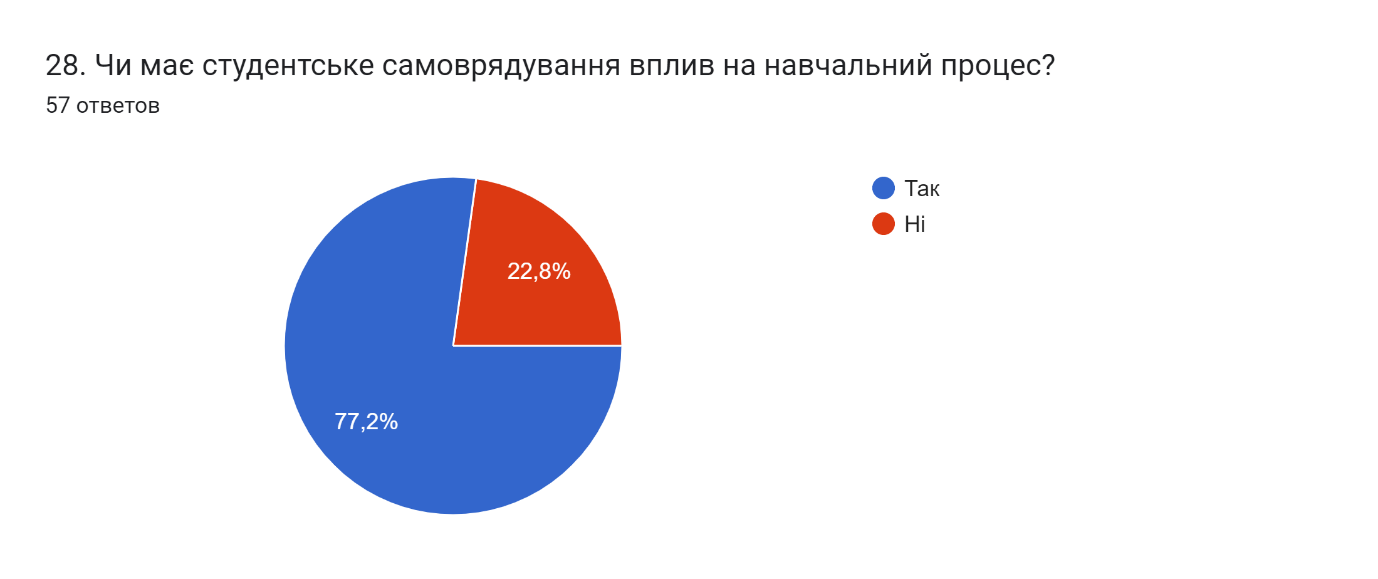 28. Чи має студентське самоврядування вплив на навчальний процес?
57 ответов
Так
Ні
22,8%
77,2%